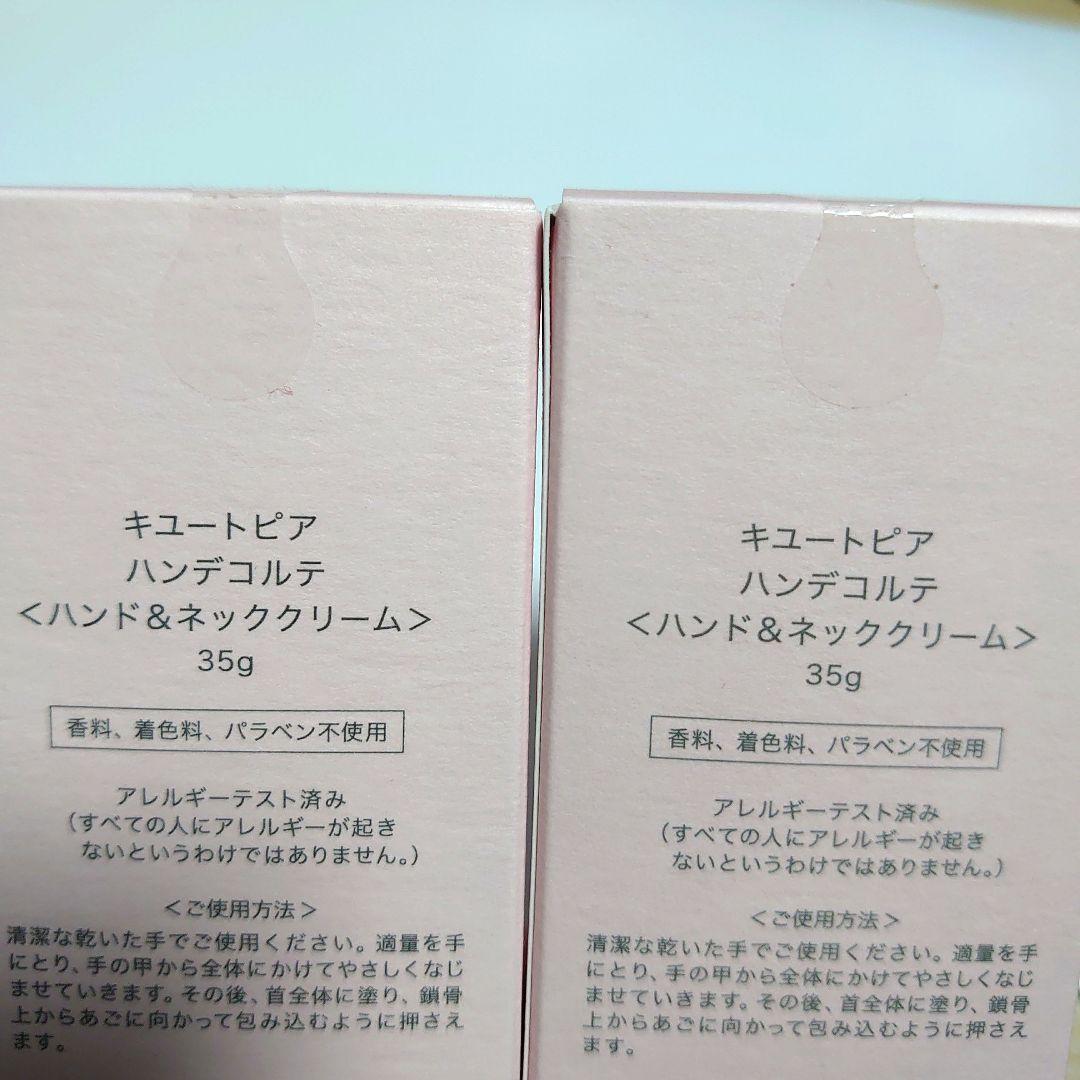 キユートピア
ハンデコルテ
＜ハンド＆ネッククリーム＞
35g
香料、着色料、パラベン不使用
アレルギーテスト済み
（すべての人にアレルギーが起き
ないというわけではありません。）
＜ご使用方法＞
清潔な乾いた手でご使用ください。適量を手
にとり、手の甲から全体にかけてやさしくなじ
ませていきます。その後、首全体に塗り、鎖骨
上からあごに向かって包み込むように押さえ
ます。
キユートピア
ハンデコルテ
＜ハンド＆ネッククリーム＞
35g
香料、着色料、パラベン不使用
アレルギーテスト済み
（すべての人にアレルギーが起き
ないというわけではありません。）
＜ご使用方法＞
清潔な乾いた手でご使用ください。適量を手
にとり、手の甲から全体にかけてやさしくなじ
ませていきます。その後、首全体に塗り、鎖骨
上からあごに向かって包み込むように押さえ
ます。